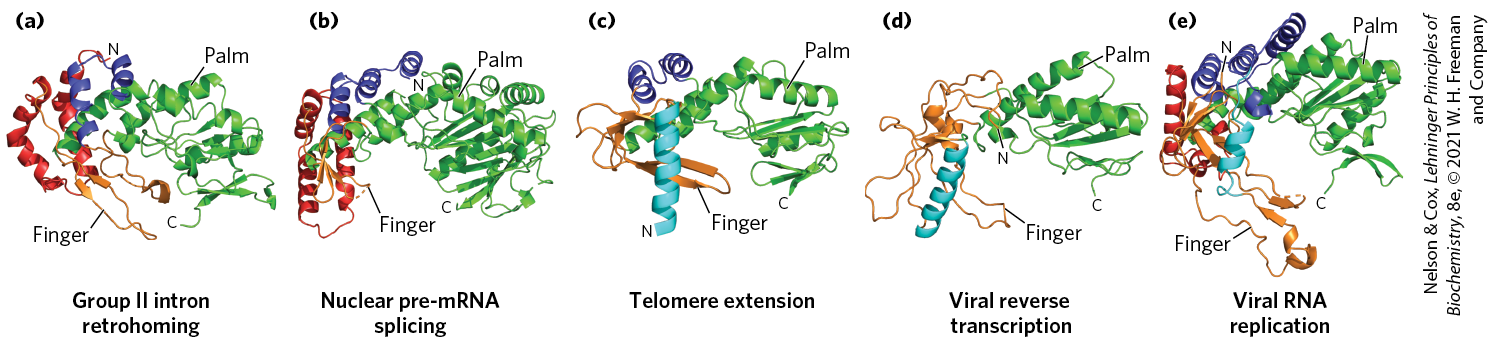 (a)
N
Palm
Finger
C
Group II intron
retrohoming
(b)
N
Palm
Finger
C
Nuclear pre-mRNA
splicing
(c)
Palm
Finger
N
C
Telomere extension
(d)
Palm
N
Finger
C
Viral reverse
transcription
(e)
N
Palm
Finger
C
Viral RNA
replication
Nelson & Cox, Lehninger Principles of
Biochemistry, 8e, © 2021 W. H. Freeman
and Company